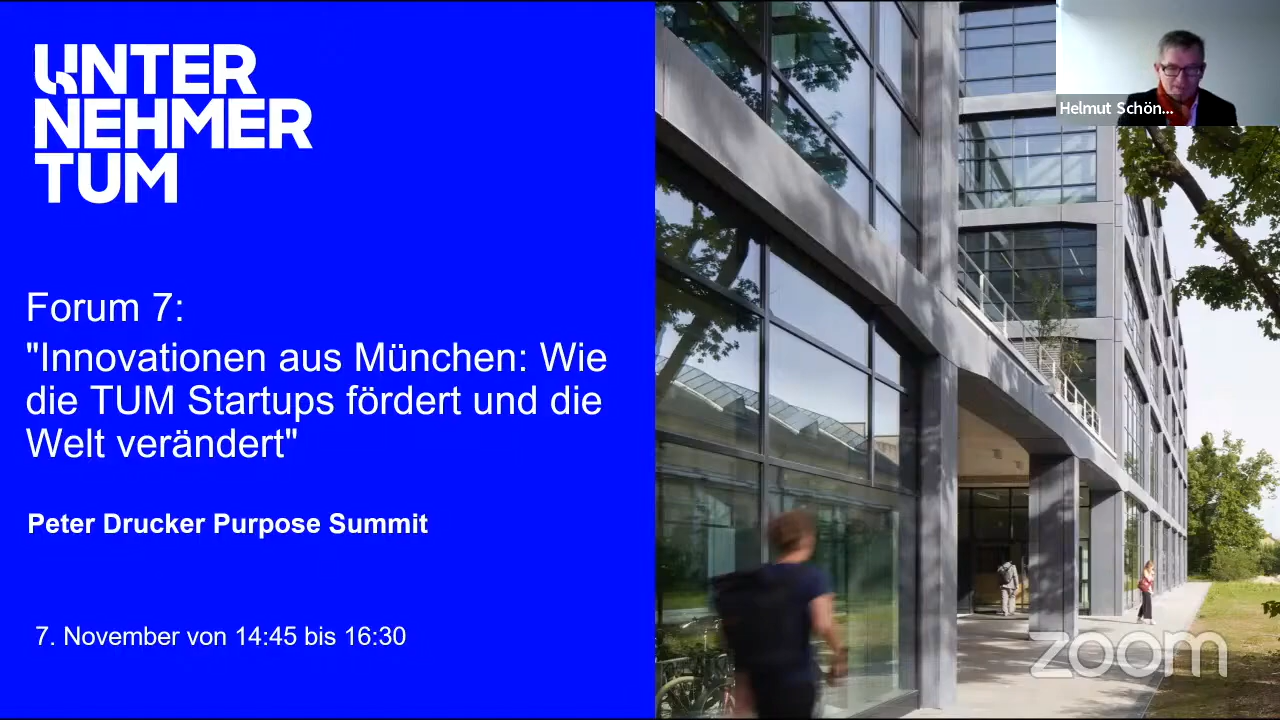 UNTER
NEHMER
TUM
Helmut Schön...
Forum 7:
"Innovationen aus München: Wie
die TUM Startups fördert und die
Welt verändert"
Peter Drucker Purpose Summit
7. November von 14:45 bis 16:30
zoom